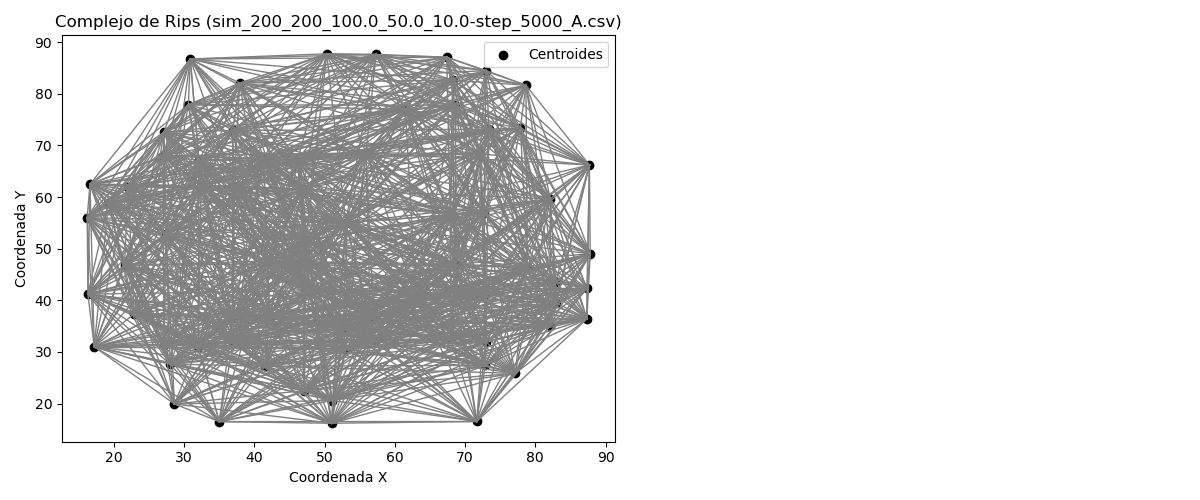 Complejo de Rips (sim_200_200_100.0_50.0_10.0-step_5000_A.csv)
Centroides
90
80
70
60
50
40
30
20
Coordenada Y
20 30 40 50 60 70 80 90
Coordenada X